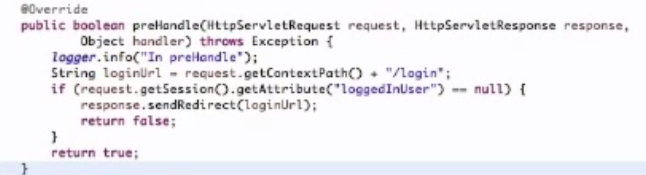 @Override
public boolean preHandle(HttpServletRequest request, HttpServletResponse response,
Object handler) throws Exception {
logger.info("In preHandle");
String loginUrl = request.getContextPath() + "/login";
if (request.getSession().getAttribute("loggedInUser") == null) {
response.sendRedirect(loginUrl);
return false;
}
return true;
}